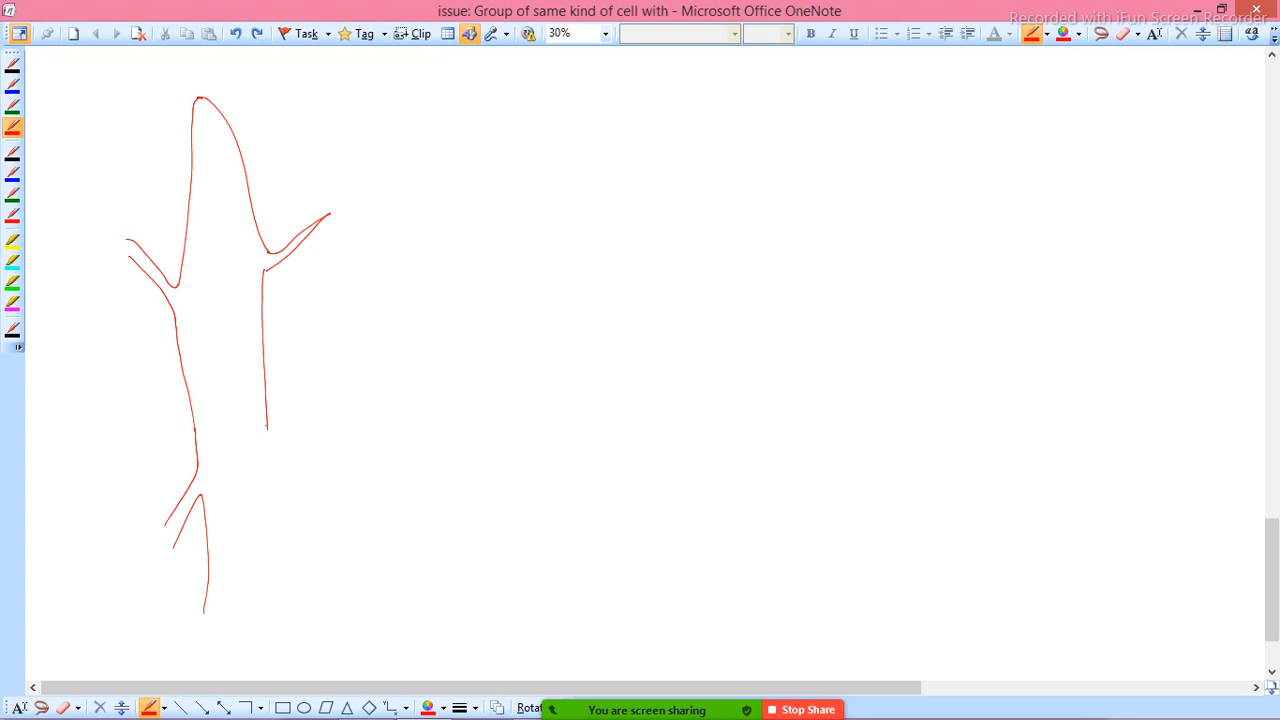 issue: Group of same kind of cell with - Microsoft Office OneNote
Recorded with iFun Screen Recorder
Task
Tag
Clip
30%
B I U
A
Rotat
You are screen sharing
Stop Share